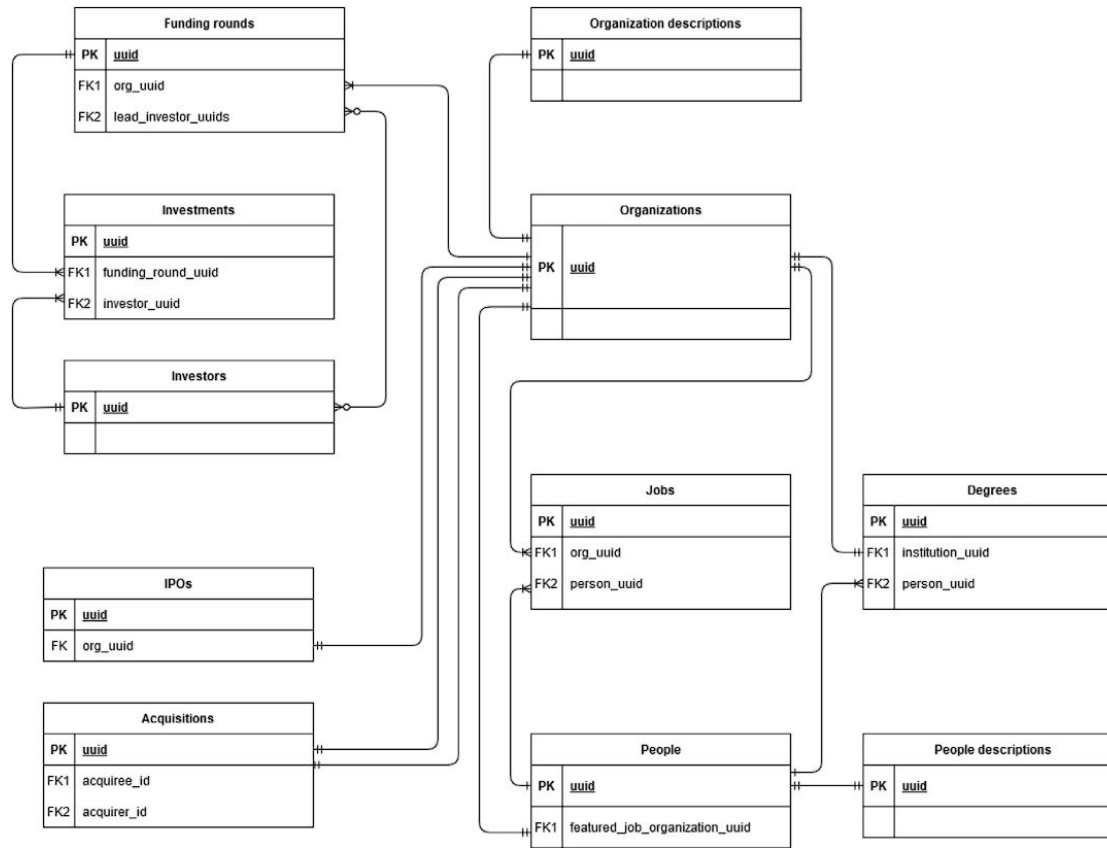 Funding rounds
PK uuid
FK1 org_uuid
FK2 lead_investor_uuids
Organization descriptions
PK uuid
Investments
PK uuid
FK1 funding_round_uuid
FK2 investor_uuid
Organizations
PK uuid
Investors
PK uuid
Jobs
PK uuid
FK1 org_uuid
FK2 person_uuid
Degrees
PK uuid
FK1 institution_uuid
FK2 person_uuid
IPOs
PK uuid
FK org_uuid
Acquisitions
PK uuid
FK1 acquiree_id
FK2 acquirer_id
People
PK uuid
FK1 featured_job_organization_uuid
People descriptions
PK uuid